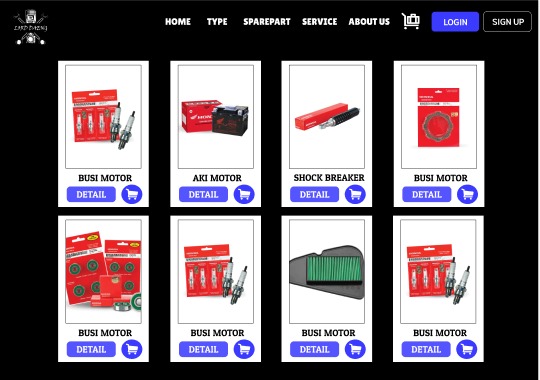 HOME TYPE SPAREPART SERVICE ABOUT US LOGIN SIGN UP
BUSI MOTOR AKI MOTOR SHOCK BREAKER BUSI MOTOR
DETAIL DETAIL DETAIL DETAIL
BUSI MOTOR BUSI MOTOR BUSI MOTOR BUSI MOTOR
DETAIL DETAIL DETAIL DETAIL